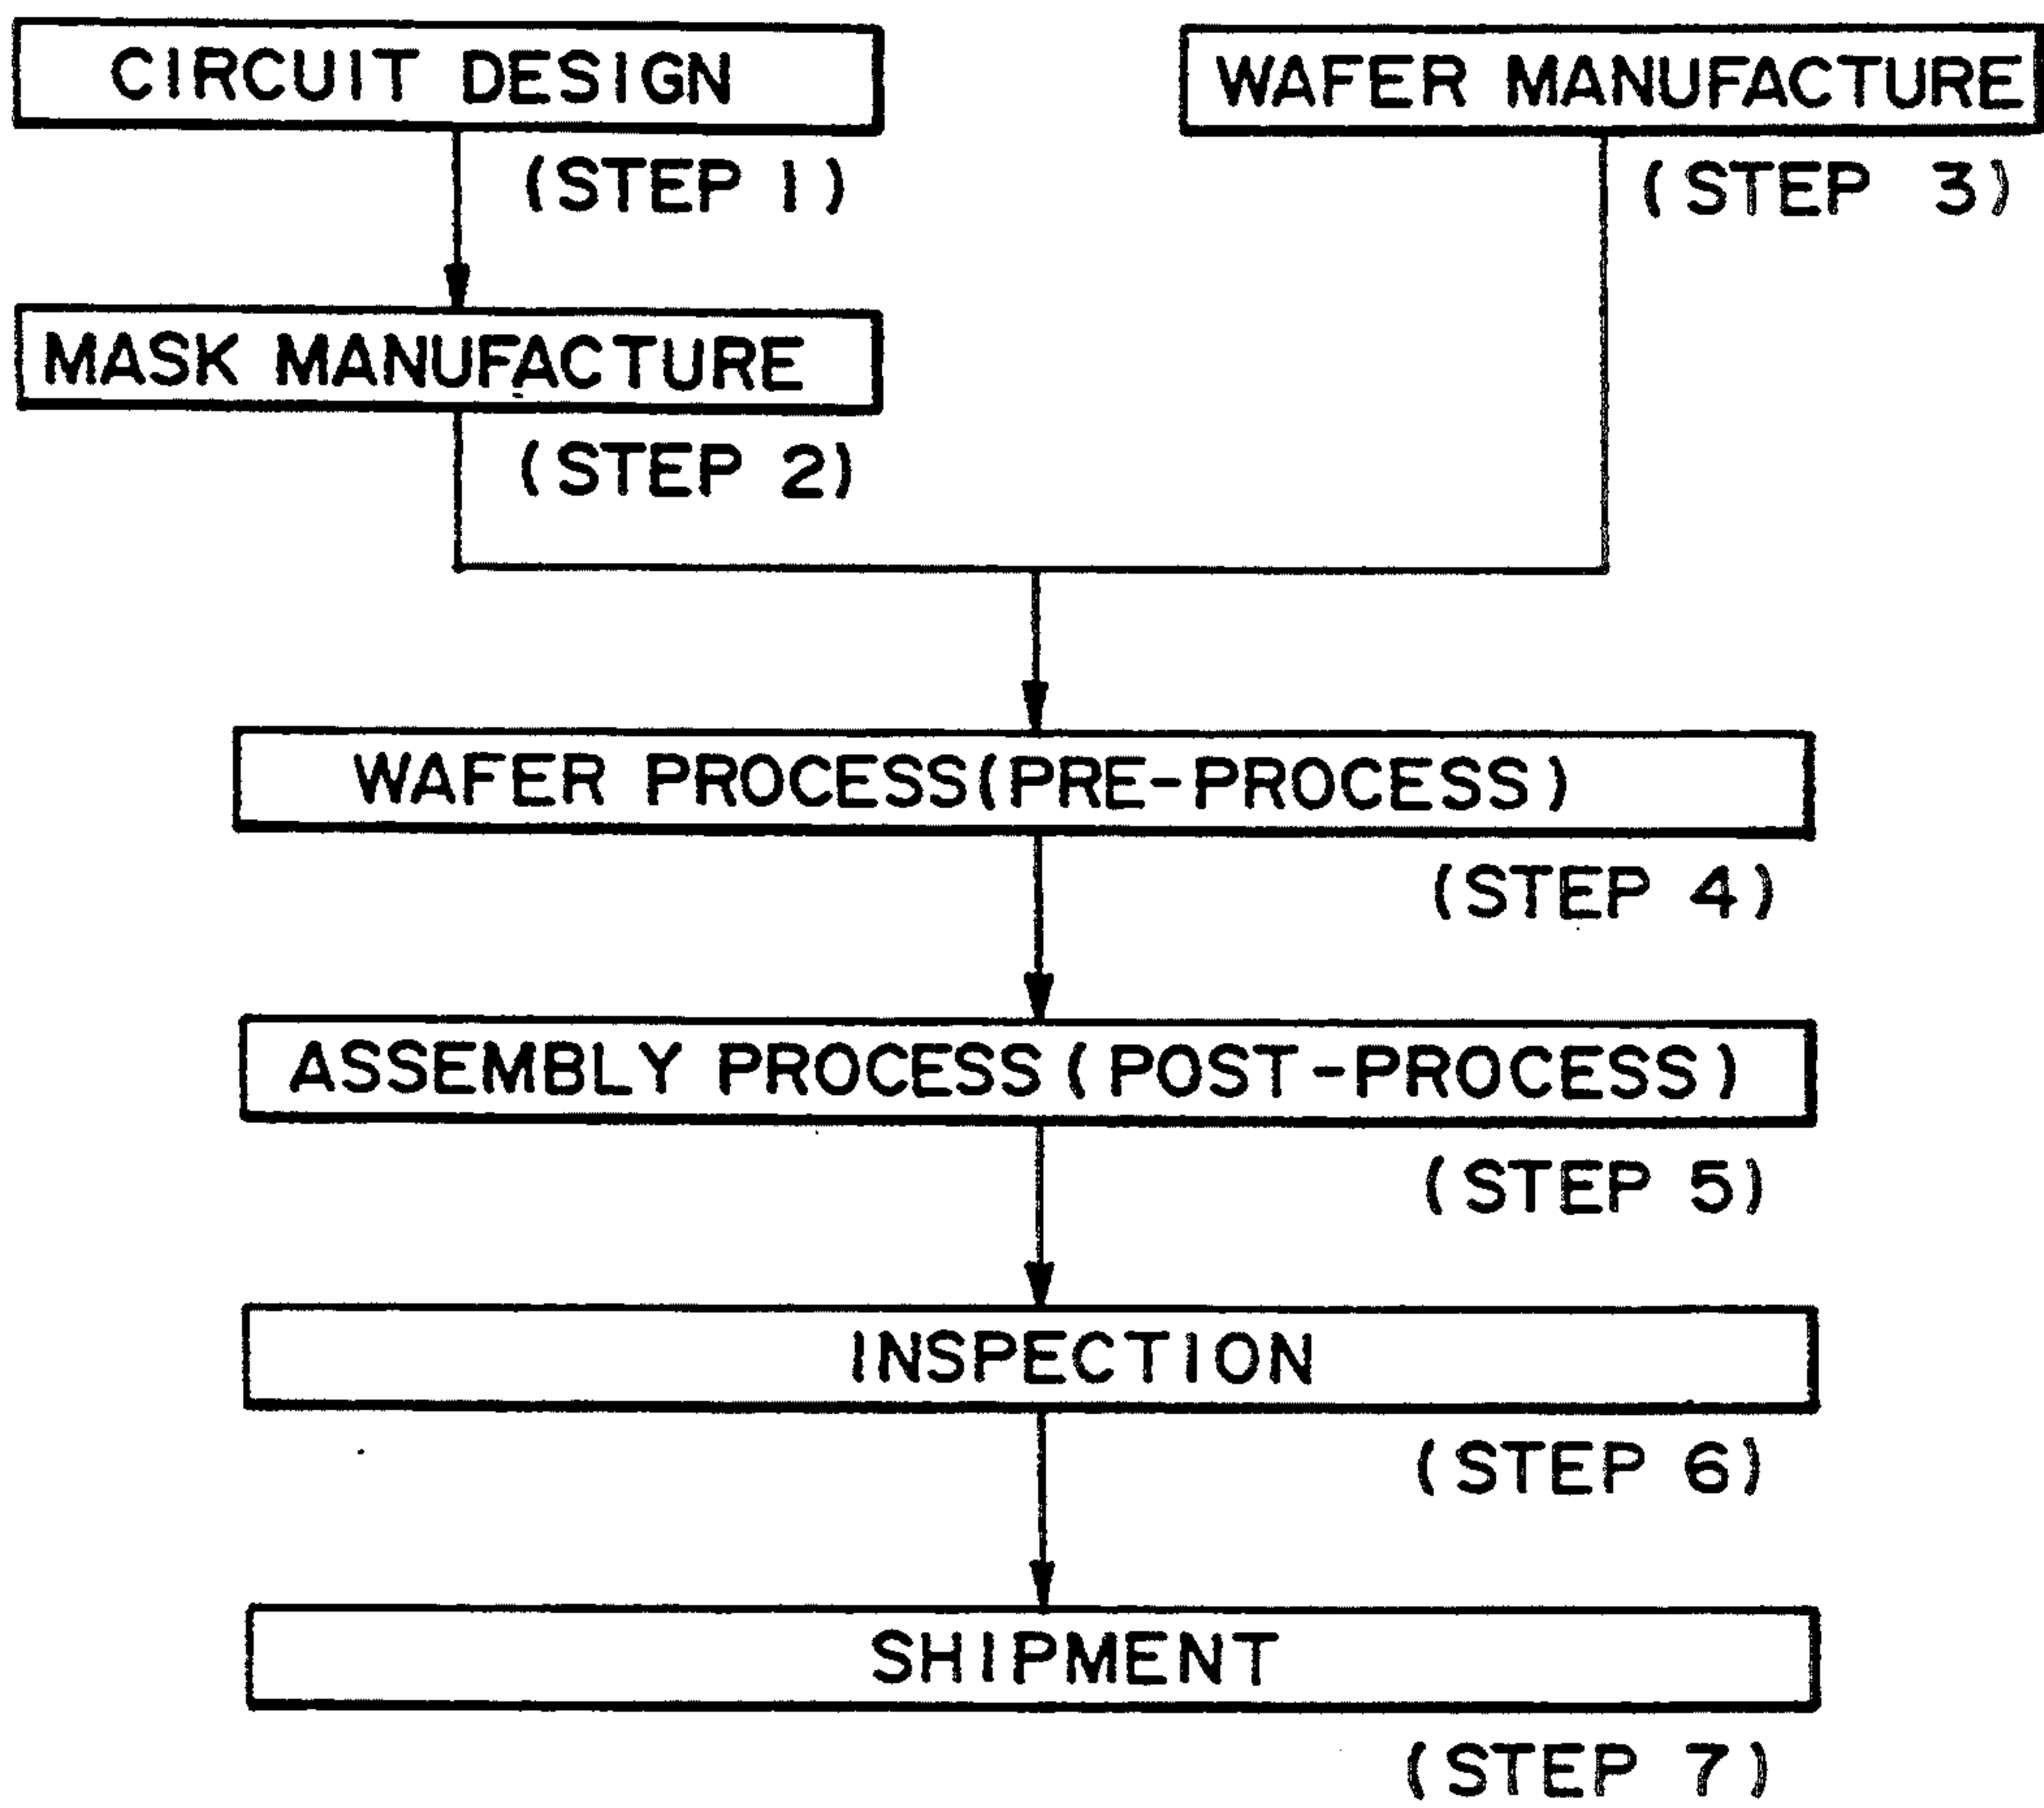 CIRCUIT DESIGN
(STEP 1)
MASK MANUFACTURE
(STEP 2)
WAFER MANUFACTURE
(STEP 3)
WAFER PROCESS(PRE-PROCESS)
(STEP 4)
ASSEMBLY PROCESS(POST-PROCESS)
(STEP 5)
INSPECTION
(STEP 6)
SHIPMENT
(STEP 7)